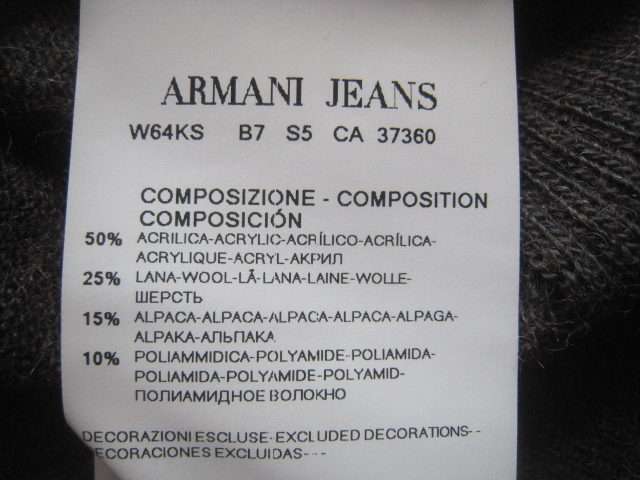 ARMANI JEANS
W64KS B7 S5 CA 37360
COMPOSIZIONE - COMPOSITION
COMPOSICIÓN
50% ACRILICA-ACRYLIC-ACRÍLICO-ACRÍLICA-
ACRYLIQUE-ACRYL-АКРИЛ
25% LANA-WOOL-LÃ-LANA-LAINE-WOLLE-
ШЕРСТЬ
15% ALPACA-ALPACA-ALPACA-ALPACA-ALPAGA-
ALPAKA-АЛЬПАКА
10% POLIAMMIDICA-POLYAMIDE-POLIAMIDA-
POLIAMIDA-POLYAMIDE-POLYAMID-
ПОЛИАМИДНОЕ ВОЛОКНО
DECORAZIONI ESCLUSE-EXCLUDED DECORATIONS--
DECORACIONES EXCLUIDAS---